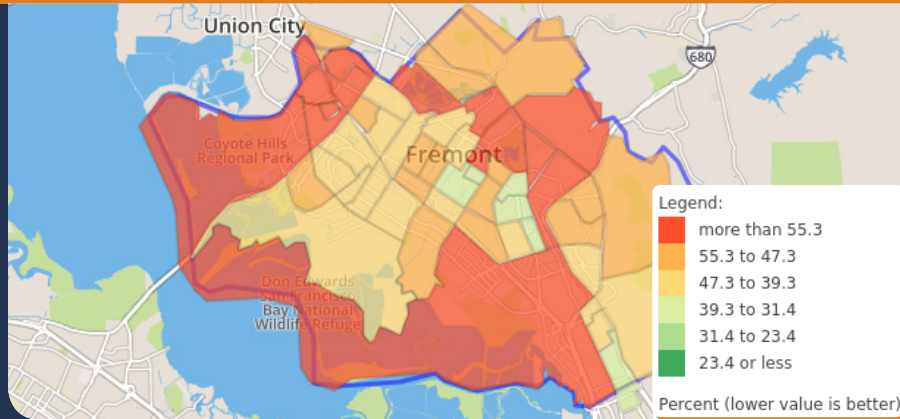 Union City
680
Coyote Hills
Regional Park
Fremont
Don Edwards
San Francisco
Bay National
Wildlife Refuge
Legend:
more than 55.3
55.3 to 47.3
47.3 to 39.3
39.3 to 31.4
31.4 to 23.4
23.4 or less
Percent (lower value is better)